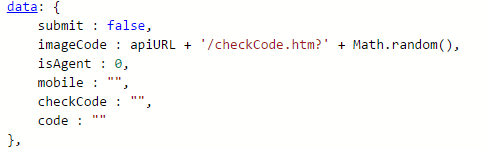 data: {
    submit : false,
    imageCode : apiURL + '/checkCode.htm?' + Math.random(),
    isAgent : 0,
    mobile : "",
    checkCode : "",
    code : ""
},